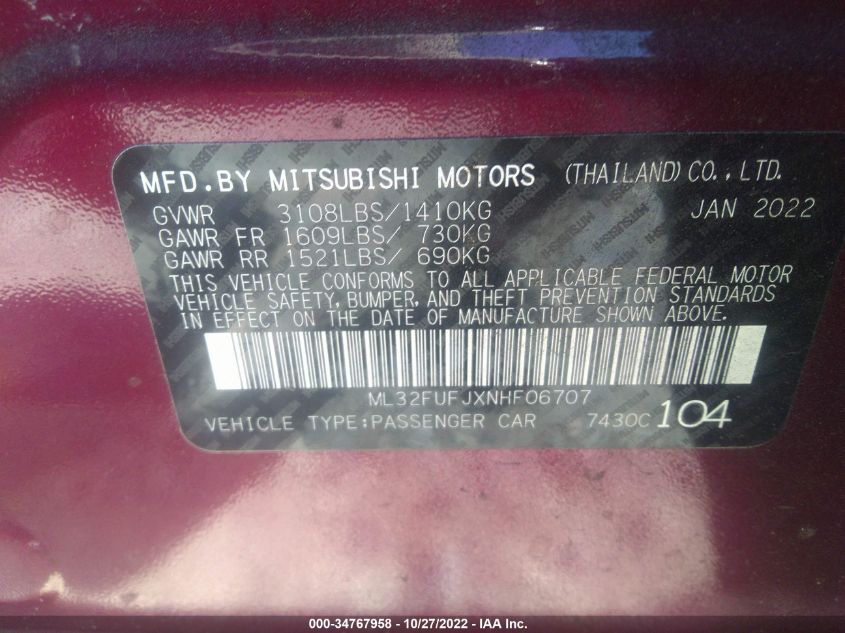 MFD.BY MITSUBISHI MOTORS (THAILAND) CO., LTD.
GVWR 3108LBS/1410KG JAN 2022
GAWR FR 1609LBS/ 730KG
GAWR RR 1521LBS/ 690KG
THIS VEHICLE CONFORMS TO ALL APPLICABLE FEDERAL MOTOR
VEHICLE SAFETY, BUMPER, AND THEFT PREVENTION STANDARDS
IN EFFECT ON THE DATE OF MANUFACTURE SHOWN ABOVE.
ML32FUFJXNHF06707
VEHICLE TYPE:PASSENGER CAR 7430C 104
000-34767958 - 10/27/2022 - IAA Inc.